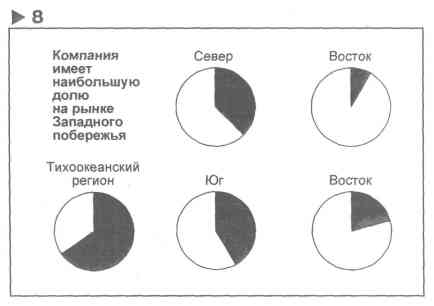 ▶ 8
Компания
имеет
наибольшую
долю
на рынке
Западного
побережья
Север
Восток
Тихоокеанский
регион
Юг
Восток